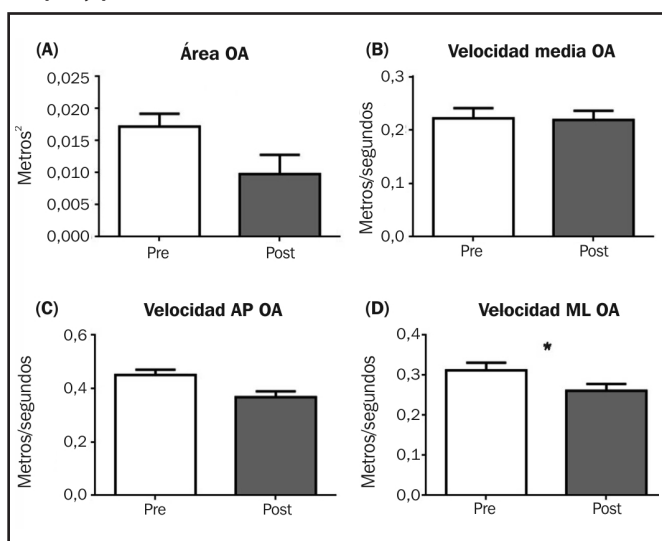 (A)
Área OA
Metros²
0,025
0,020
0,015
0,010
0,005
0,000
Pre
Post
(B)
Velocidad media OA
Metros/segundos
0,3
0,2
0,1
0,0
Pre
Post
(C)
Velocidad AP OA
Metros/segundos
0,6
0,4
0,4
0,0
Pre
Post
(D)
Velocidad ML OA
Metros/segundos
0,4
0,3
0,2
0,1
0,0
*
Pre
Post